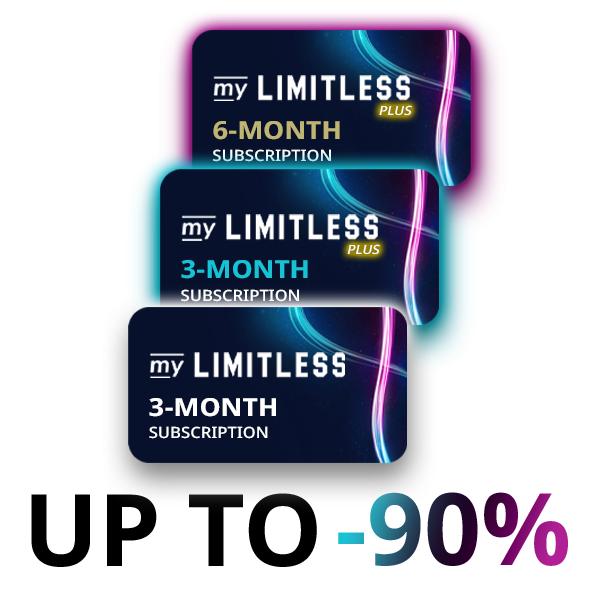 my LIMITLESS
PLUS
6-MONTH
SUBSCRIPTION
my LIMITLESS
PLUS
3-MONTH
SUBSCRIPTION
my LIMITLESS
3-MONTH
SUBSCRIPTION
UP TO -90%